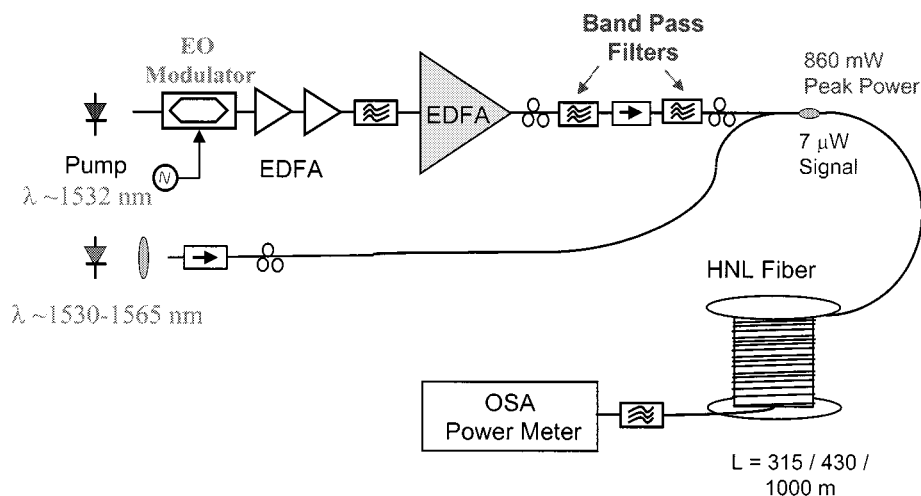 EO
Modulator
Band Pass
Filters
860 mW
Peak Power
EDFA
Pump
N
EDFA
7 μW
Signal
λ ~1532 nm
HNL Fiber
λ ~1530-1565 nm
OSA
Power Meter
L = 315 / 430 /
1000 m